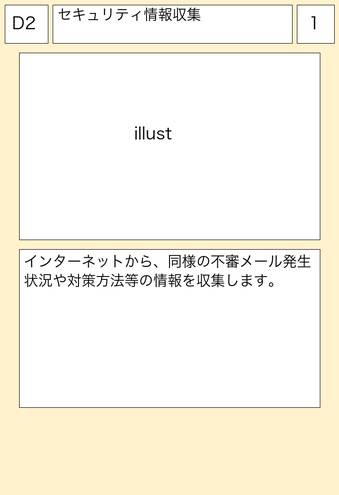 D2
セキュリティ情報収集
1
illust
インターネットから、同様の不審メール発生
状況や対策方法等の情報を収集します。